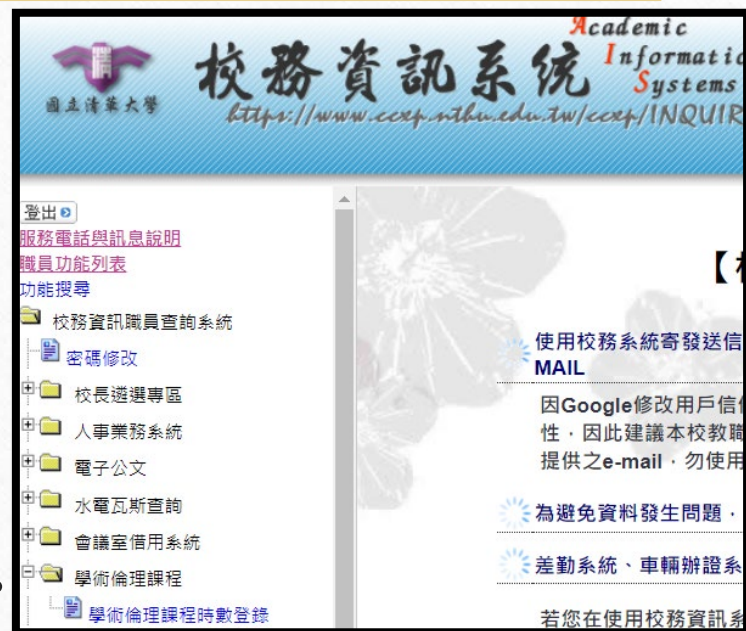 Academic
Informatic
Systems
校務資訊系統
國立清華大學
https://www.ccxp.nthu.edu.tw/ccxp/INQUIR
登出
服務電話與訊息說明
職員功能列表
功能搜尋
校務資訊職員查詢系統
密碼修改
校長遴選專區
人事業務系統
電子公文
水電瓦斯查詢
會議室借用系統
學術倫理課程
學術倫理課程時數登錄
【
使用校務系統寄發送信
MAIL
因Google修改用戶信
性，因此建議本校教職
提供之e-mail，勿使用
為避免資料發生問題，
差勤系統、車輛辦證系
若您在使用校務資訊系